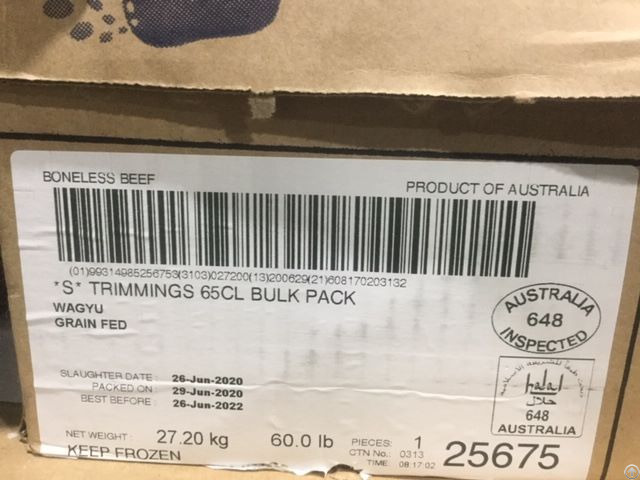 BONELESS BEEF
PRODUCT OF AUSTRALIA
(01)99314985256753(3103)027200(13)200629(21)608170203132
*S* TRIMMINGS 65CL BULK PACK
WAGYU
GRAIN FED
AUSTRALIA
648
INSPECTED
SLAUGHTER DATE: 26-Jun-2020
PACKED ON: 29-Jun-2020
BEST BEFORE: 26-Jun-2022
halal
حلال
648
AUSTRALIA
NET WEIGHT: 27.20 kg 60.0 lb PIECES: 1
CTN No.: 0313
TIME: 08:17:02
25675
KEEP FROZEN